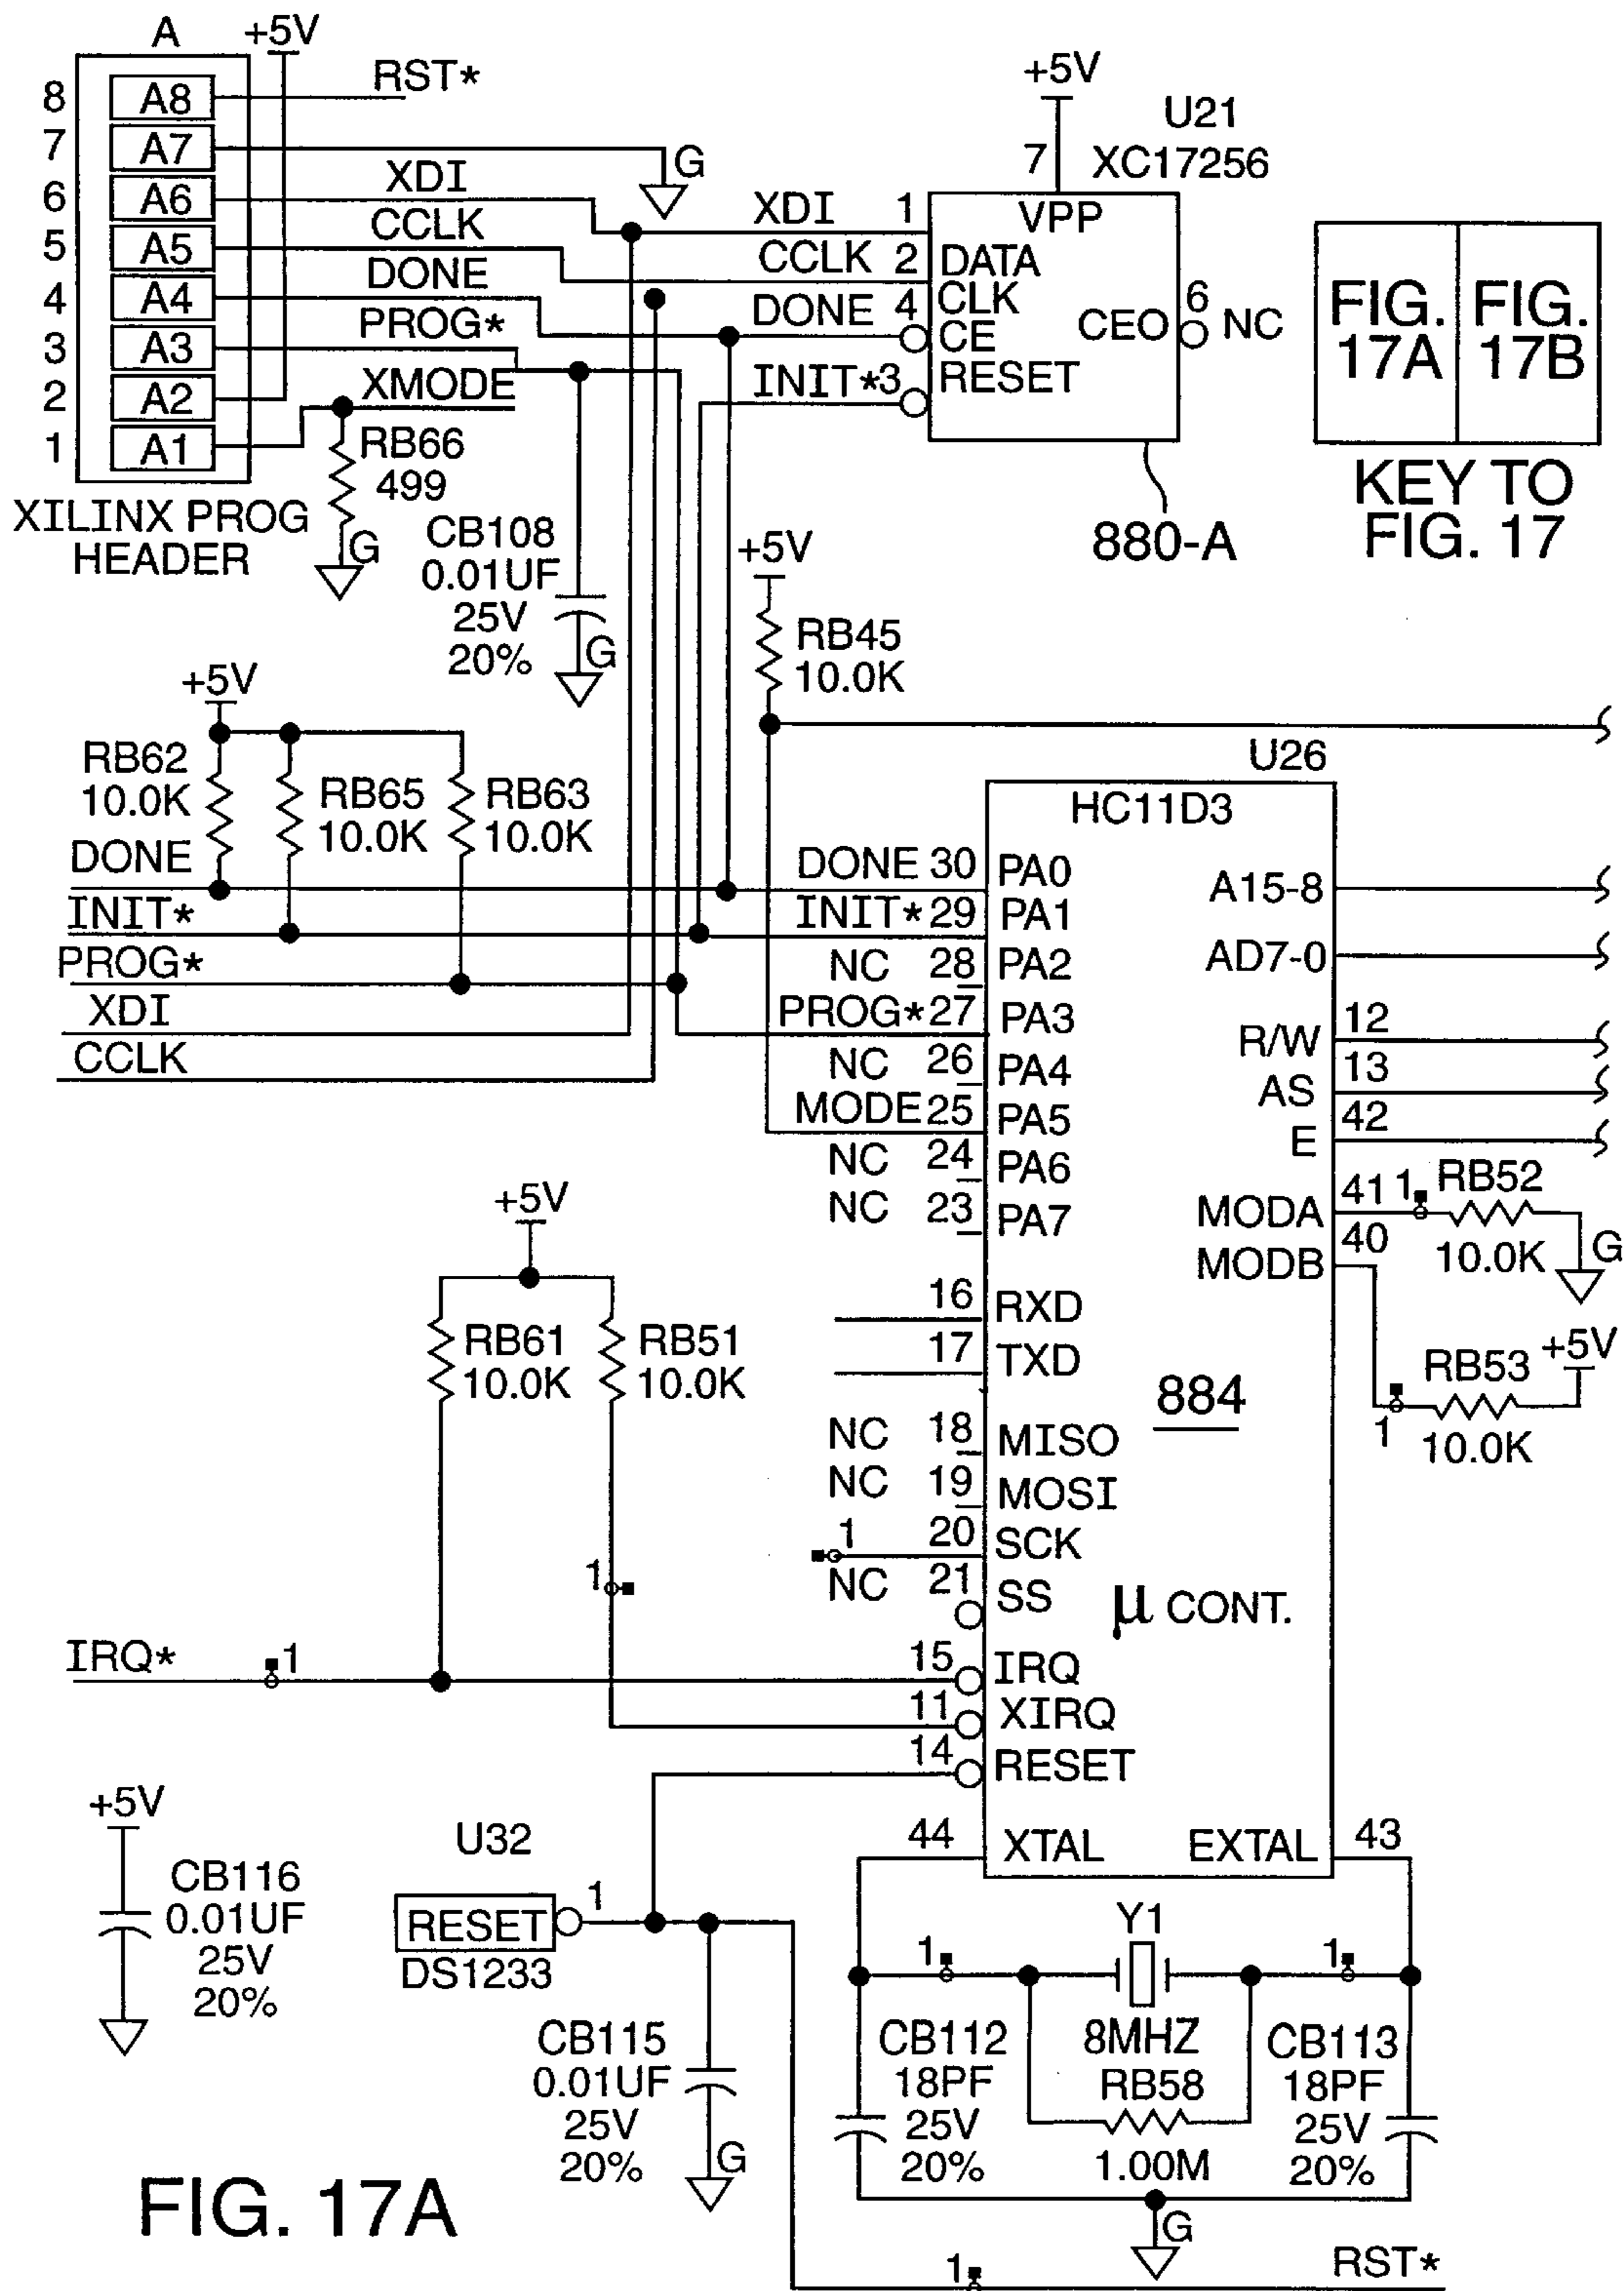 A
+5V
8 A8 RST*
7 A7 G
6 A6 XDI
5 A5 CCLK
4 A4 DONE
3 A3 PROG*
2 A2 XMODE
1 A1
XILINX PROG
HEADER
RB66
499
G
CB108
0.01UF
25V
20%
G
+5V
U21
XC17256
7
VPP
XDI 1
DATA
CCLK 2
CLK
DONE 4
CE
INIT* 3
RESET
CEO 6 NC
880-A
FIG. 17A
FIG. 17B
KEY TO
FIG. 17
+5V
RB45
10.0K
+5V
RB62
10.0K
RB65
10.0K
RB63
10.0K
DONE
INIT*
PROG*
XDI
CCLK
U26
HC11D3
DONE 30 PA0
INIT* 29 PA1
NC 28 PA2
PROG* 27 PA3
NC 26 PA4
MODE 25 PA5
NC 24 PA6
NC 23 PA7
16 RXD
17 TXD
NC 18 MISO
NC 19 MOSI
1 20 SCK
NC 21 SS
15 IRQ
11 XIRQ
14 RESET
44 XTAL
EXTAL 43
A15-8
AD7-0
R/W 12
AS 13
E 42
MODA 41 1
RB52
10.0K
G
MODB 40
RB53
+5V
1
10.0K
884
µ CONT.
+5V
RB61
10.0K
RB51
10.0K
1
IRQ* 1
+5V
CB116
0.01UF
25V
20%
U32
RESET 1
DS1233
CB115
0.01UF
25V
20%
G
1 Y1 1
8MHZ
CB112
18PF
25V
20%
RB58
1.00M
CB113
18PF
25V
20%
G
1 RST*
FIG. 17A